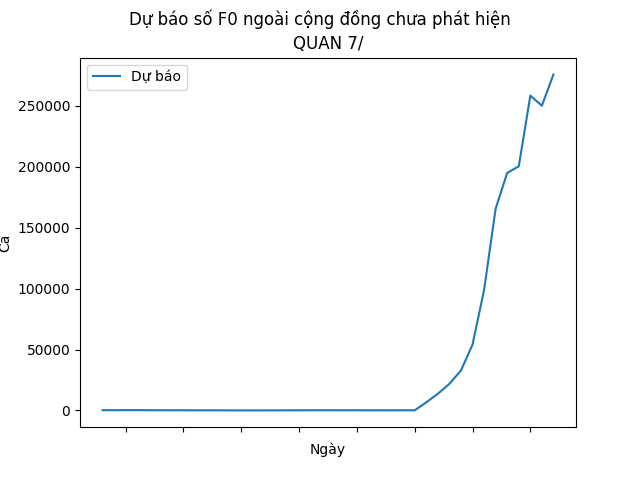 Dự báo số F0 ngoài cộng đồng chưa phát hiện
QUAN 7/
Dự báo
250000
200000
150000
100000
50000
0
Ca
Ngày